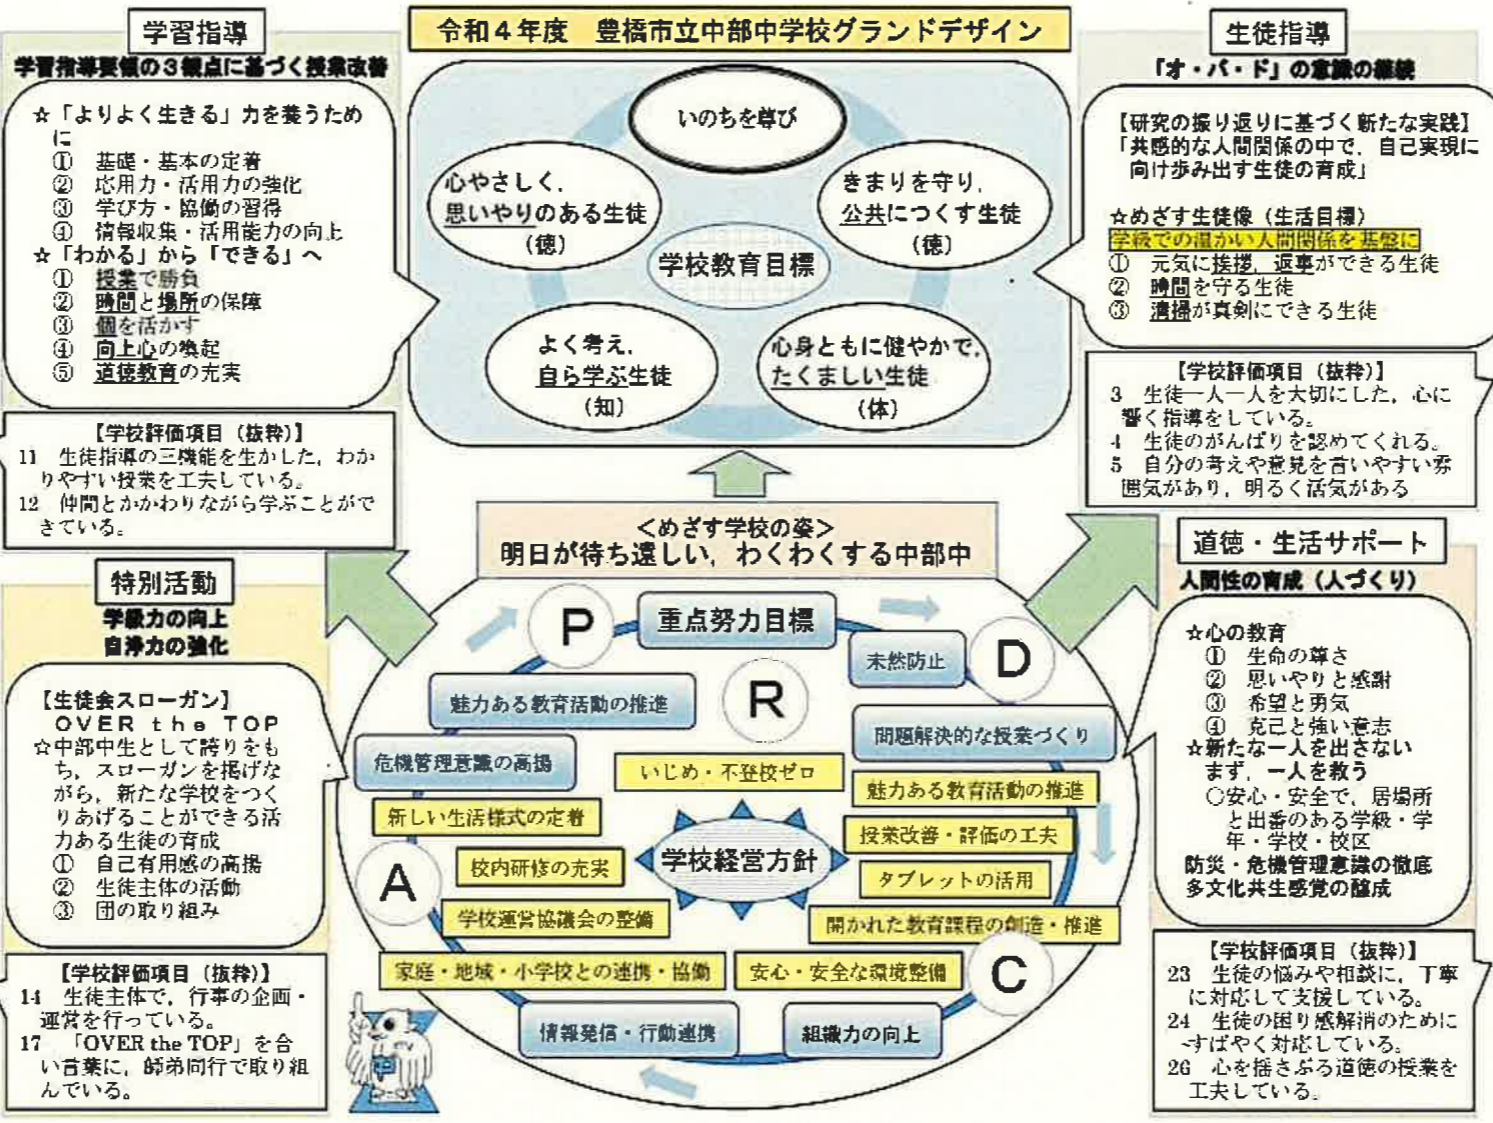 令和４年度　豊橋市立中部中学校グランドデザイン
学習指導
学習指導要領の３観点に基づく授業改善
☆「よりよく生きる」力を養うため
に
①　基礎・基本の定着
②　応用力・活用力の強化
③　学び方・協働の習得
④　情報収集・活用能力の向上
☆「わかる」から「できる」へ
①　授業で勝負
②　時間と場所の保障
③　個を活かす
④　向上心の喚起
⑤　道徳教育の充実
【学校評価項目（抜粋）】
11　生徒指導の三機能を生かした，わか
りやすい授業を工夫している。
12　仲間とかかわりながら学ぶことがで
きている。
いのちを尊び
心やさしく，
思いやりのある生徒
（徳）
きまりを守り，
公共につくす生徒
（徳）
学校教育目標
よく考え，
自ら学ぶ生徒
（知）
心身ともに健やかで，
たくましい生徒
（体）
生徒指導
「オ・バ・ド」の意識の継続
【研究の振り返りに基づく新たな実践】
「共感的な人間関係の中で，自己実現に
向け歩み出す生徒の育成」
☆めざす生徒像（生活目標）
学級での温かい人間関係を基盤に
①　元気に挨拶，返事ができる生徒
②　時間を守る生徒
③　清掃が真剣にできる生徒
【学校評価項目（抜粋）】
3　生徒一人一人を大切にした，心に
響く指導をしている。
4　生徒のがんばりを認めてくれる。
5　自分の考えや意見を言いやすい雰
囲気があり，明るく活気がある
＜めざす学校の姿＞
明日が待ち遠しい，わくわくする中部中
特別活動
学級力の向上
自浄力の強化
【生徒会スローガン】
ＯＶＥＲ ｔｈｅ ＴＯＰ
☆中部中生として誇りをも
ち，スローガンを掲げな
がら，新たな学校をつく
りあげることができる活
力ある生徒の育成
①　自己有用感の高揚
②　生徒主体の活動
③　団の取り組み
【学校評価項目（抜粋）】
14　生徒主体で，行事の企画・
運営を行っている。
17　「OVER the TOP」を合
い言葉に，師弟同行で取り組
んでいる。
P
重点努力目標
D
未然防止
R
魅力ある教育活動の推進
問題解決的な授業づくり
危機管理意識の高揚
いじめ・不登校ゼロ
魅力ある教育活動の推進
新しい生活様式の定着
授業改善・評価の工夫
学校経営方針
校内研修の充実
タブレットの活用
A
学校運営協議会の整備
開かれた教育課程の創造・推進
家庭・地域・小学校との連携・協働
安心・安全な環境整備
C
情報発信・行動連携
組織力の向上
中
道徳・生活サポート
人間性の育成（人づくり）
☆心の教育
①　生命の尊さ
②　思いやりと感謝
③　希望と勇気
④　克己と強い意志
☆新たな一人を出さない
まず，一人を救う
○安心・安全で，居場所
と出番のある学級・学
年・学校・校区
防災・危機管理意識の徹底
多文化共生感覚の醸成
【学校評価項目（抜粋）】
23　生徒の悩みや相談に，丁寧
に対応して支援している。
24　生徒の困り感解消のために
すばやく対応している。
26　心を揺さぶる道徳の授業を
工夫している。